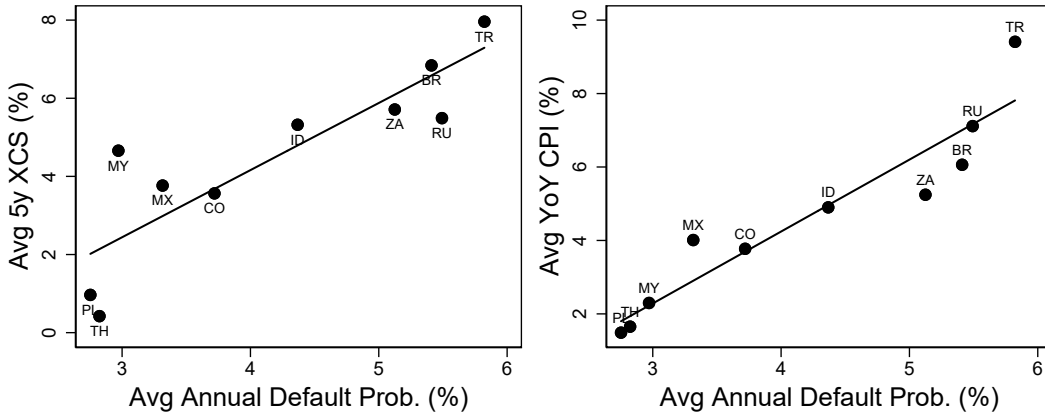 Avg 5y XCS (%)
8
6
4
2
0
TR
BR
ZA
RU
ID
MY
MX
CO
TH
3
4
5
6
Avg Annual Default Prob. (%)
Avg YoY CPI (%)
10
8
6
4
2
TR
RU
BR
ZA
ID
MX
CO
MY
TH
3
4
5
6
Avg Annual Default Prob. (%)